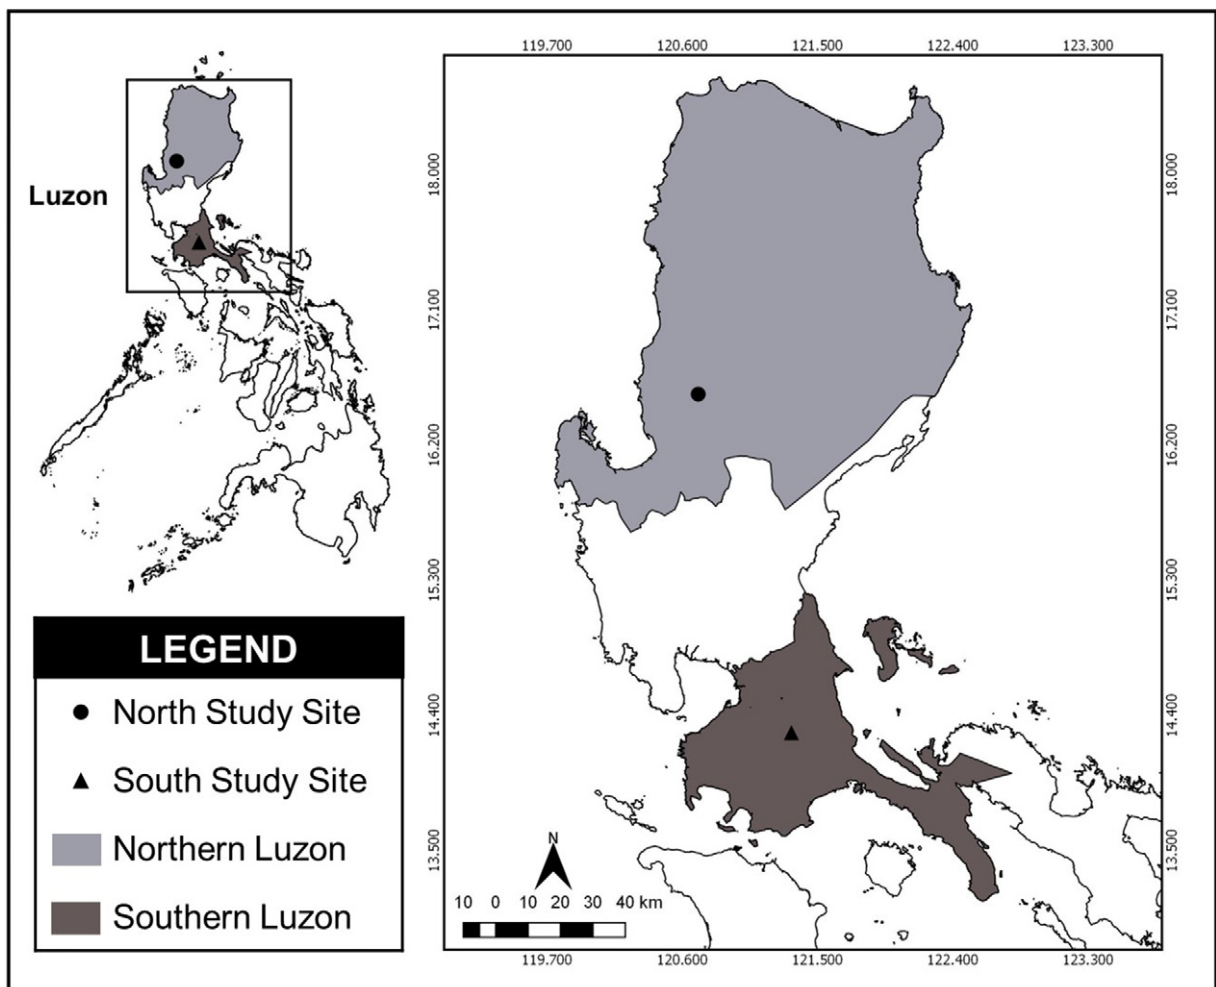 Luzon
LEGEND
North Study Site
South Study Site
Northern Luzon
Southern Luzon
119.700 120.600 121.500 122.400 123.300
18.000 18.000
17.100 17.100
16.200 16.200
15.300 15.300
14.400 14.400
13.500 13.500
N
10 0 10 20 30 40 km
119.700 120.600 121.500 122.400 123.300